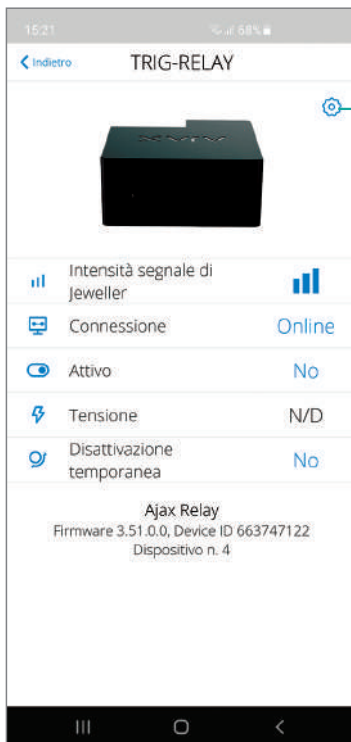 15:21 68%
Indietro TRIG-RELAY
AJAX
Intensità segnale di
Jeweller
Connessione Online
Attivo No
Tensione N/D
Disattivazione
temporanea No
Ajax Relay
Firmware 3.51.0.0, Device ID 663747122
Dispositivo n. 4